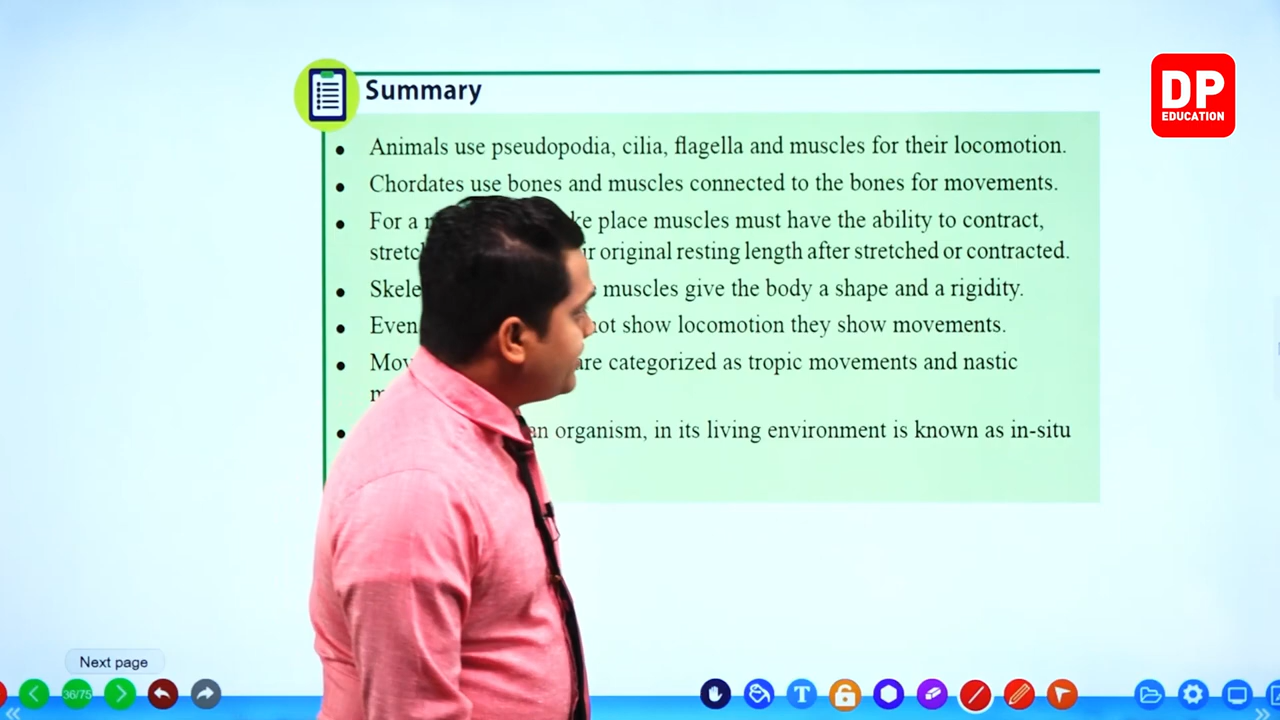 Summary
DP
EDUCATION
Animals use pseudopodia, cilia, flagella and muscles for their locomotion.
Chordates use bones and muscles connected to the bones for movements.
For a place muscles must have the ability to contract,
original resting length after stretched or contracted.
muscles give the body a shape and a rigidity.
Even not show locomotion they show movements.
are categorized as tropic movements and nastic
an organism, in its living environment is known as in-situ
Next page
36/75
T